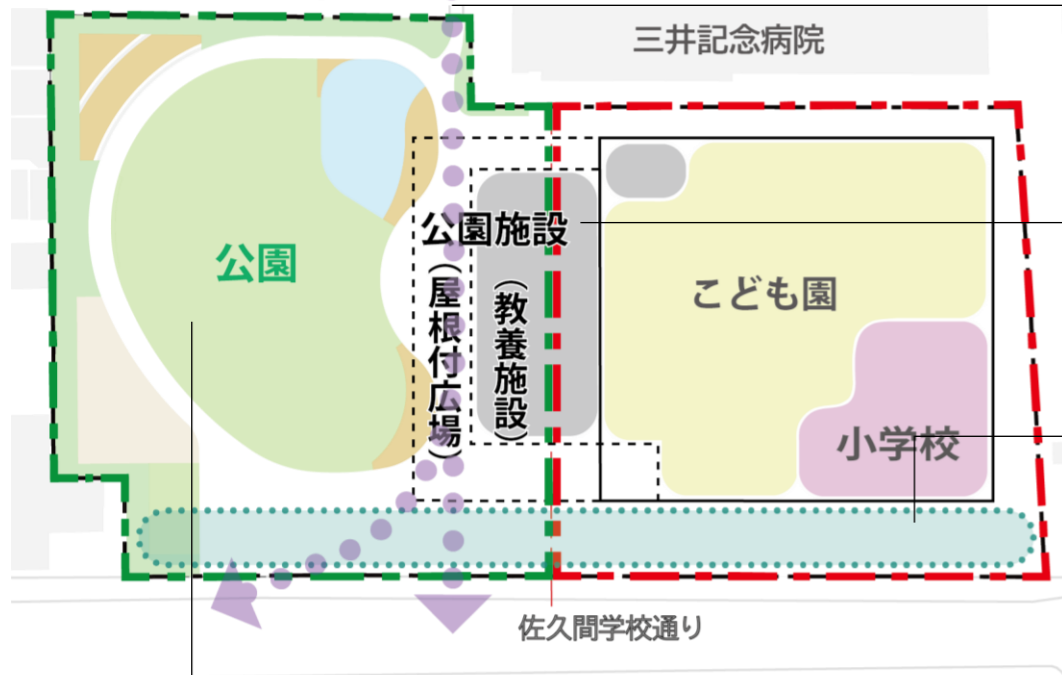 三井記念病院
公園施設
公園
(屋根付広場)
(教養施設)
こども園
小学校
佐久間学校通り